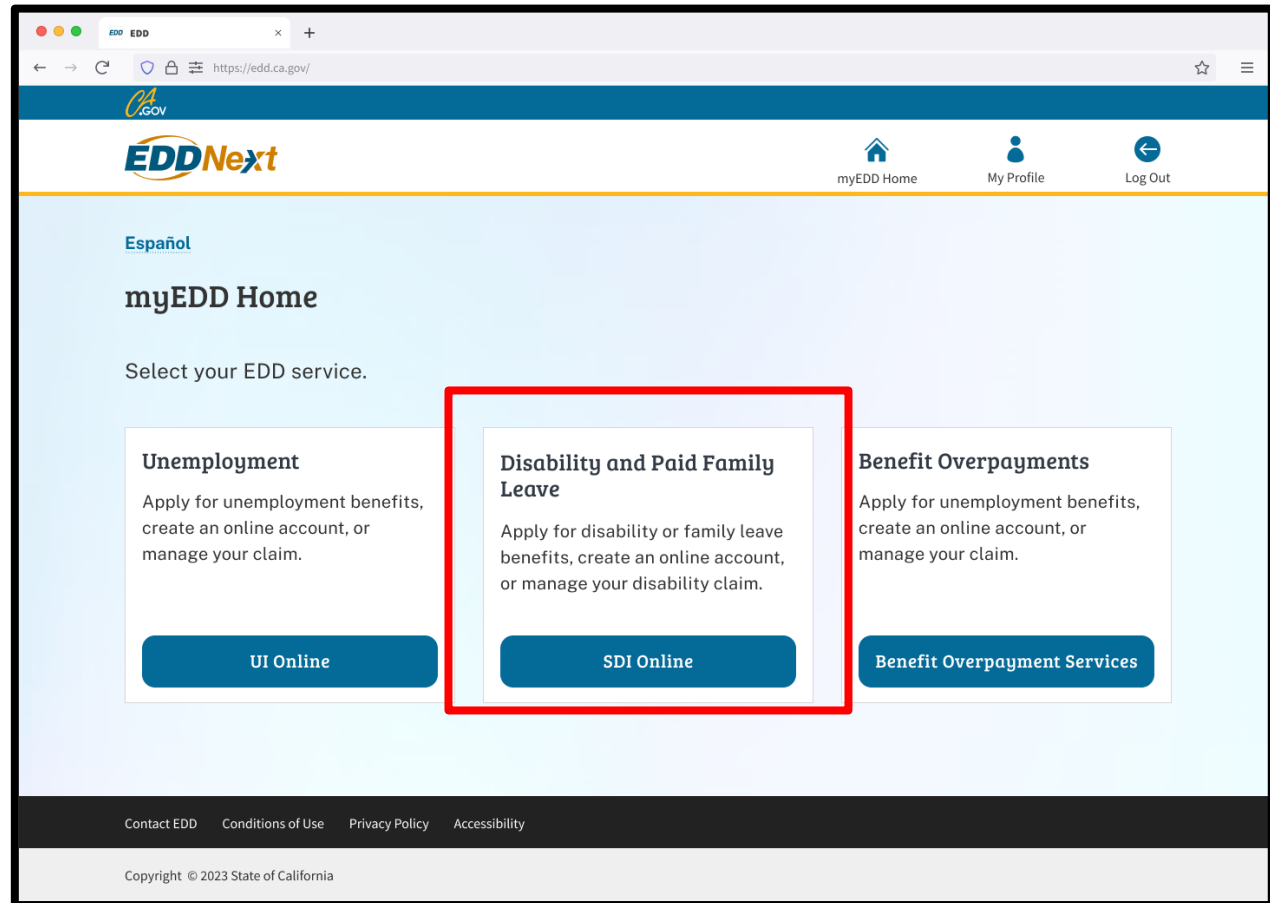 EDD EDD
https://edd.ca.gov/
CA
.GOV
EDDNext
myEDD Home
My Profile
Log Out
Español
myEDD Home
Select your EDD service.
Unemployment
Apply for unemployment benefits,
create an online account, or
manage your claim.
UI Online
Disability and Paid Family
Leave
Apply for disability or family leave
benefits, create an online account,
or manage your disability claim.
SDI Online
Benefit Overpayments
Apply for unemployment benefits,
create an online account, or
manage your claim.
Benefit Overpayment Services
Contact EDD Conditions of Use Privacy Policy Accessibility
Copyright © 2023 State of California